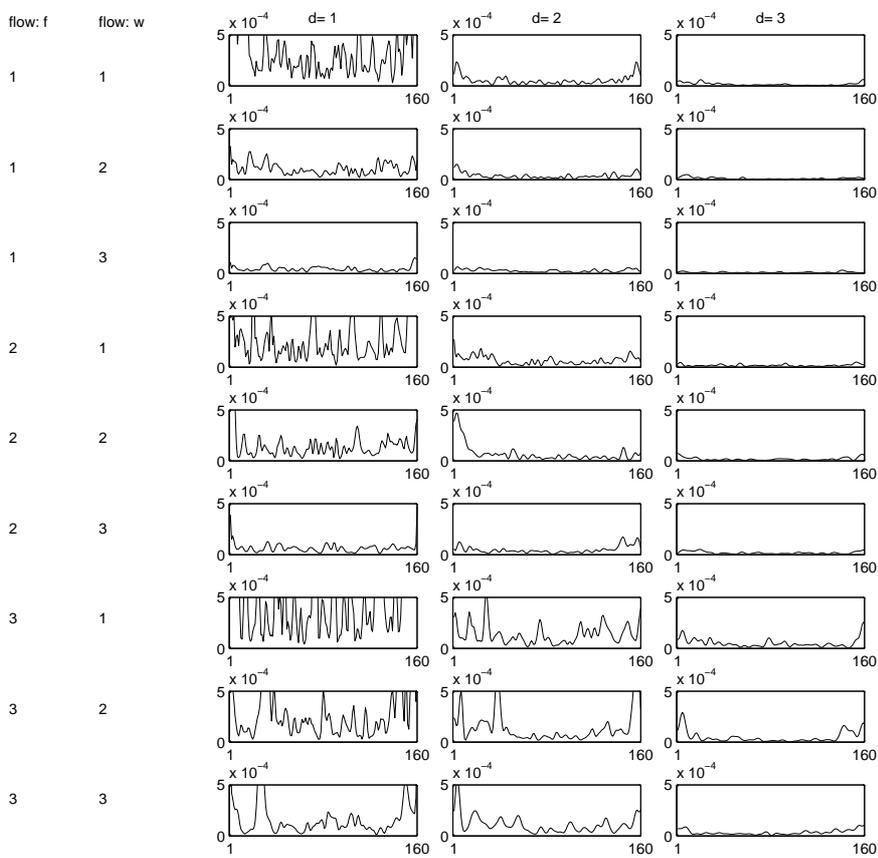 flow: f flow: w d= 1 d= 2 d= 3
x 10⁻⁴ x 10⁻⁴ x 10⁻⁴
5 5 5
1 1 0 0 0
1 160 1 160 1 160
x 10⁻⁴ x 10⁻⁴ x 10⁻⁴
5 5 5
1 2 0 0 0
1 160 1 160 1 160
x 10⁻⁴ x 10⁻⁴ x 10⁻⁴
5 5 5
1 3 0 0 0
1 160 1 160 1 160
x 10⁻⁴ x 10⁻⁴ x 10⁻⁴
5 5 5
2 1 0 0 0
1 160 1 160 1 160
x 10⁻⁴ x 10⁻⁴ x 10⁻⁴
5 5 5
2 2 0 0 0
1 160 1 160 1 160
x 10⁻⁴ x 10⁻⁴ x 10⁻⁴
5 5 5
2 3 0 0 0
1 160 1 160 1 160
x 10⁻⁴ x 10⁻⁴ x 10⁻⁴
5 5 5
3 1 0 0 0
1 160 1 160 1 160
x 10⁻⁴ x 10⁻⁴ x 10⁻⁴
5 5 5
3 2 0 0 0
1 160 1 160 1 160
x 10⁻⁴ x 10⁻⁴ x 10⁻⁴
5 5 5
3 3 0 0 0
1 160 1 160 1 160